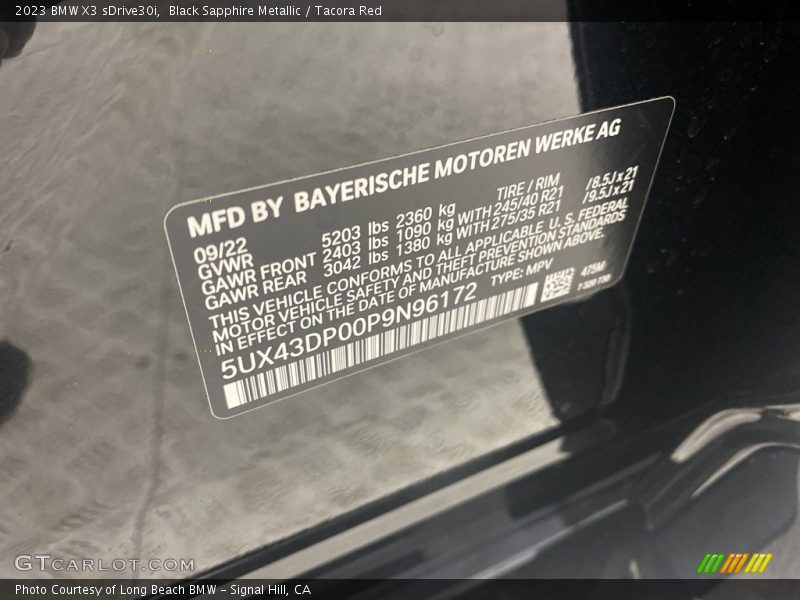 2023 BMW X3 sDrive30i,  Black Sapphire Metallic / Tacora Red
MFD BY BAYERISCHE MOTOREN WERKE AG
09/22 TIRE / RIM
GVWR 5203 lbs 2360 kg
GAWR FRONT 2403 lbs 1090 kg WITH 245/40 R21 /8.5J x 21
GAWR REAR 3042 lbs 1380 kg WITH 275/35 R21 /9.5J x 21
THIS VEHICLE CONFORMS TO ALL APPLICABLE U. S. FEDERAL
MOTOR VEHICLE SAFETY AND THEFT PREVENTION STANDARDS
IN EFFECT ON THE DATE OF MANUFACTURE SHOWN ABOVE.
5UX43DP00P9N96172 TYPE: MPV
475M
7 320 730
GTCARLOT.COM
Photo Courtesy of Long Beach BMW - Signal Hill, CA